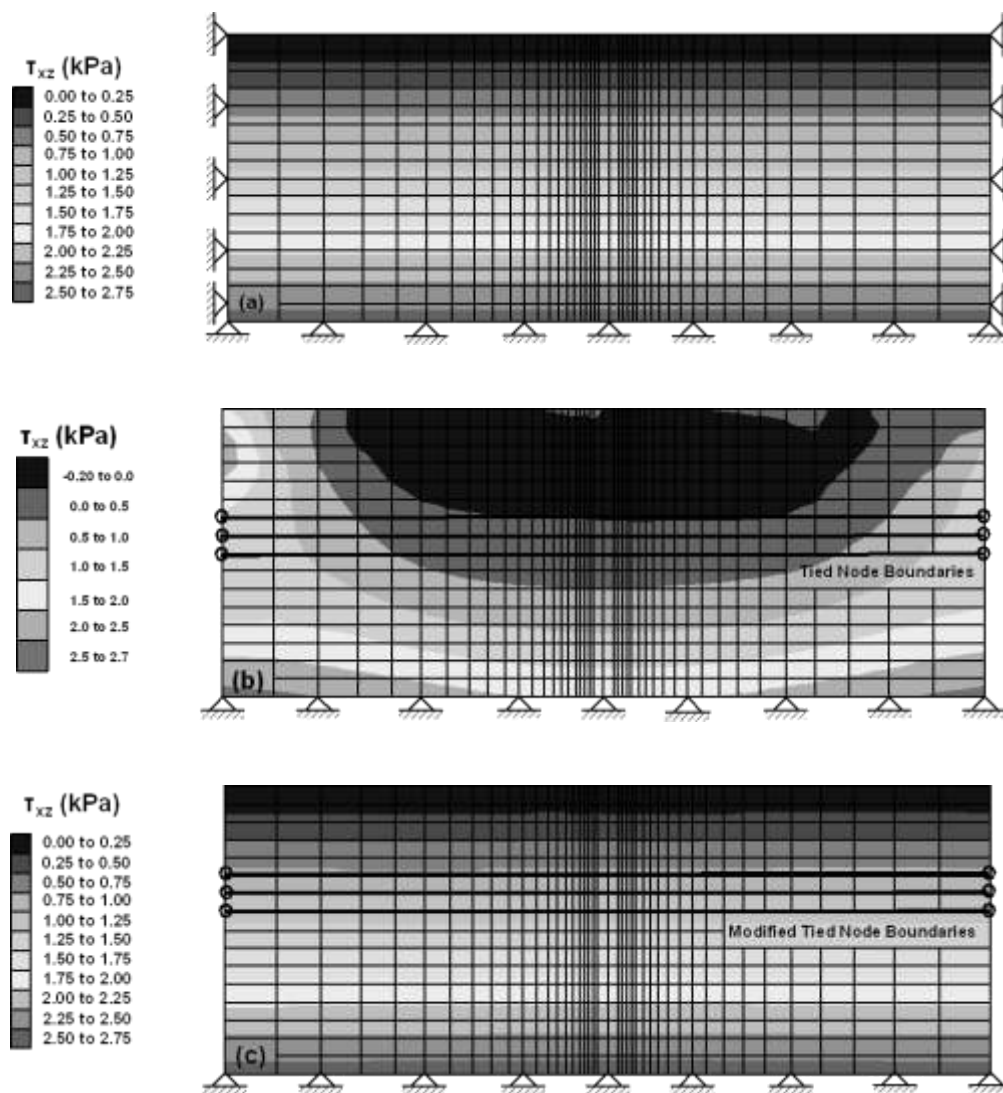 τxz (kPa)
0.00 to 0.25
0.25 to 0.50
0.50 to 0.75
0.75 to 1.00
1.00 to 1.25
1.25 to 1.50
1.50 to 1.75
1.75 to 2.00
2.00 to 2.25
2.25 to 2.50
2.50 to 2.75
(a)
τxz (kPa)
-0.20 to 0.0
0.0 to 0.5
0.5 to 1.0
1.0 to 1.5
1.5 to 2.0
2.0 to 2.5
2.5 to 2.7
Tied Node Boundaries
(b)
τxz (kPa)
0.00 to 0.25
0.25 to 0.50
0.50 to 0.75
0.75 to 1.00
1.00 to 1.25
1.25 to 1.50
1.50 to 1.75
1.75 to 2.00
2.00 to 2.25
2.25 to 2.50
2.50 to 2.75
Modified Tied Node Boundaries
(c)